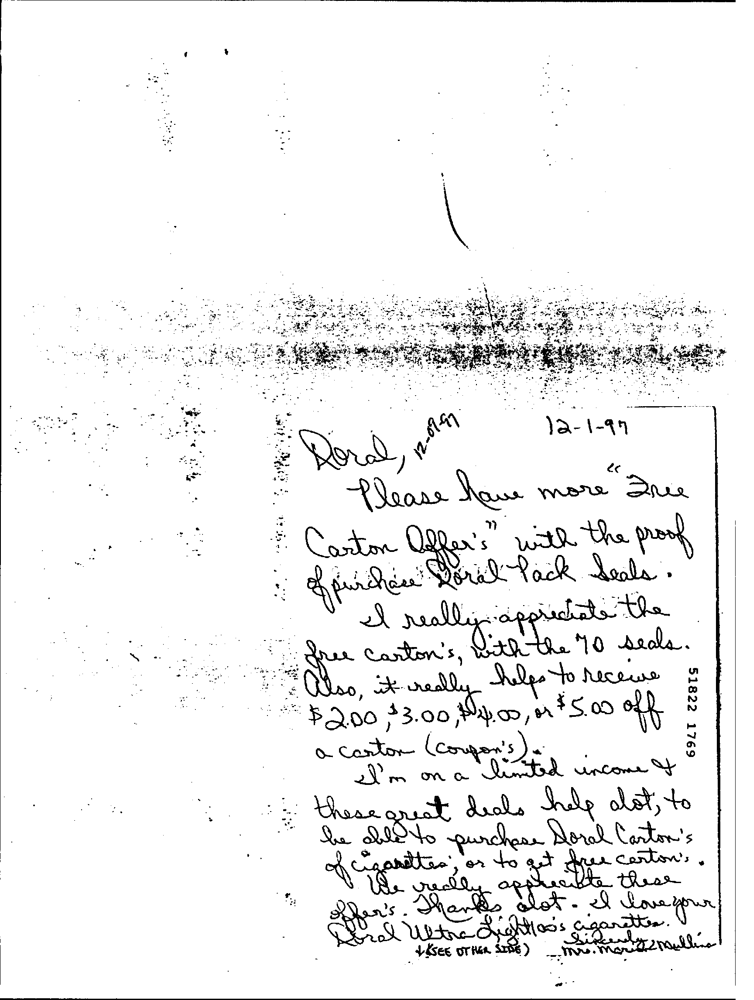 12-1-97
Doral,
Please have more "Free
Carton Offer's" with the proof
of purchase Doral Pack Seals.
I really appreciate the
free carton's, with the 70 seals.
Also, it really helps to receive
$2.00, $3.00, $4.00, or $5.00 off
a carton (coupon's).
I'm on a limited income &
these great deals help alot, to
be able to purchase Doral Carton's
of cigarettes, or to get free carton's.
We really appreciate these
offer's. Thanks alot. I love your
Doral Ultra Light 100's cigarettes.
Sincerely,
(SEE OTHER SIDE) Mrs. Mullins
51822 1769